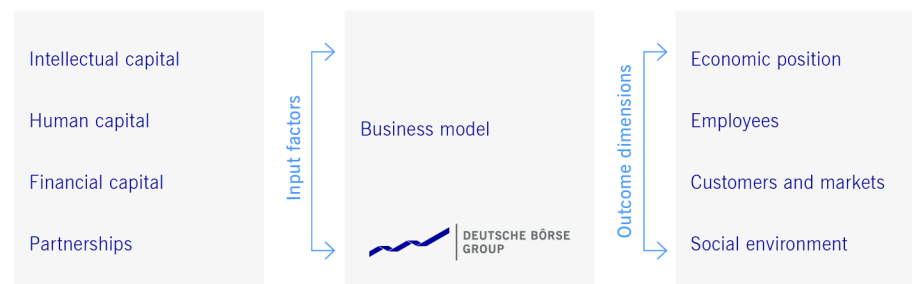 Intellectual capital
Human capital
Financial capital
Partnerships
Input factors
Business model
DEUTSCHE BÖRSE
GROUP
Outcome dimensions
Economic position
Employees
Customers and markets
Social environment